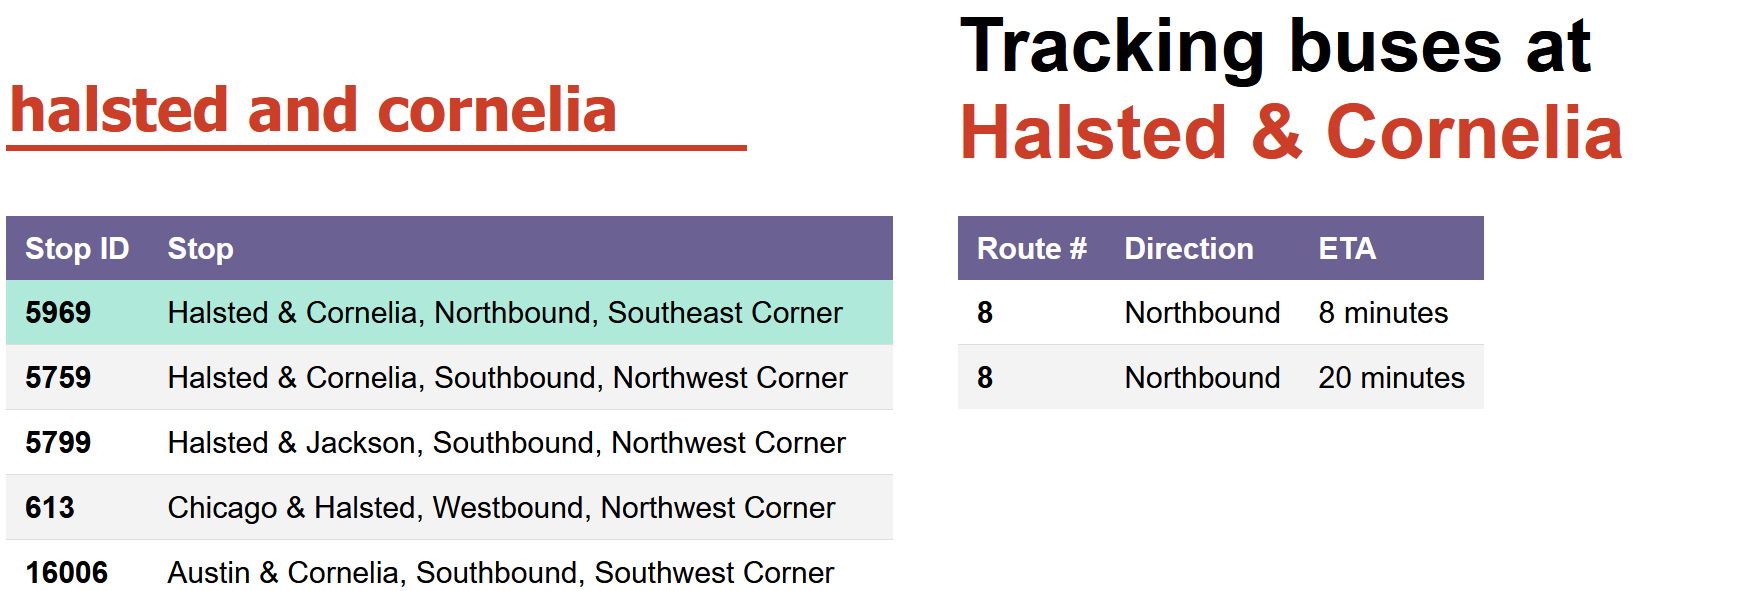 halsted and cornelia
Stop ID Stop
5969 Halsted & Cornelia, Northbound, Southeast Corner
5759 Halsted & Cornelia, Southbound, Northwest Corner
5799 Halsted & Jackson, Southbound, Northwest Corner
613 Chicago & Halsted, Westbound, Northwest Corner
16006 Austin & Cornelia, Southbound, Southwest Corner
Tracking buses at
Halsted & Cornelia
Route # Direction ETA
8 Northbound 8 minutes
8 Northbound 20 minutes